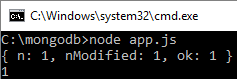 C:\Windows\system32\cmd.exe
C:\mongodb>node app.js
{ n: 1, nModified: 1, ok: 1 }
1